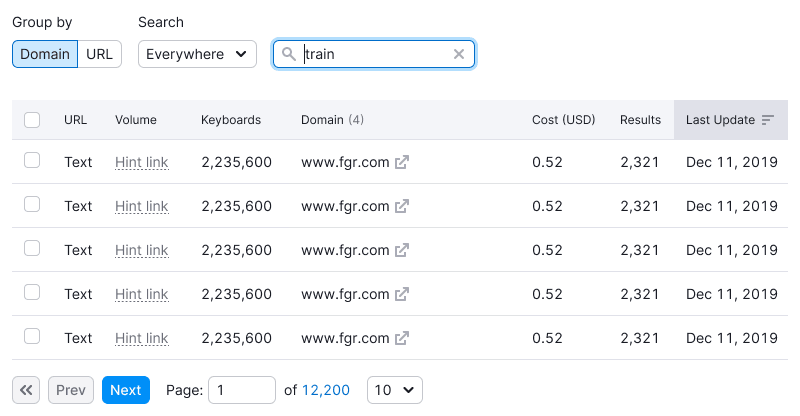 Group by Search
Domain URL Everywhere train
URL Volume Keyboards Domain (4) Cost (USD) Results Last Update
Text Hint link 2,235,600 www.fgr.com 0.52 2,321 Dec 11, 2019
Text Hint link 2,235,600 www.fgr.com 0.52 2,321 Dec 11, 2019
Text Hint link 2,235,600 www.fgr.com 0.52 2,321 Dec 11, 2019
Text Hint link 2,235,600 www.fgr.com 0.52 2,321 Dec 11, 2019
Text Hint link 2,235,600 www.fgr.com 0.52 2,321 Dec 11, 2019
Prev Next Page: 1 of 12,200 10